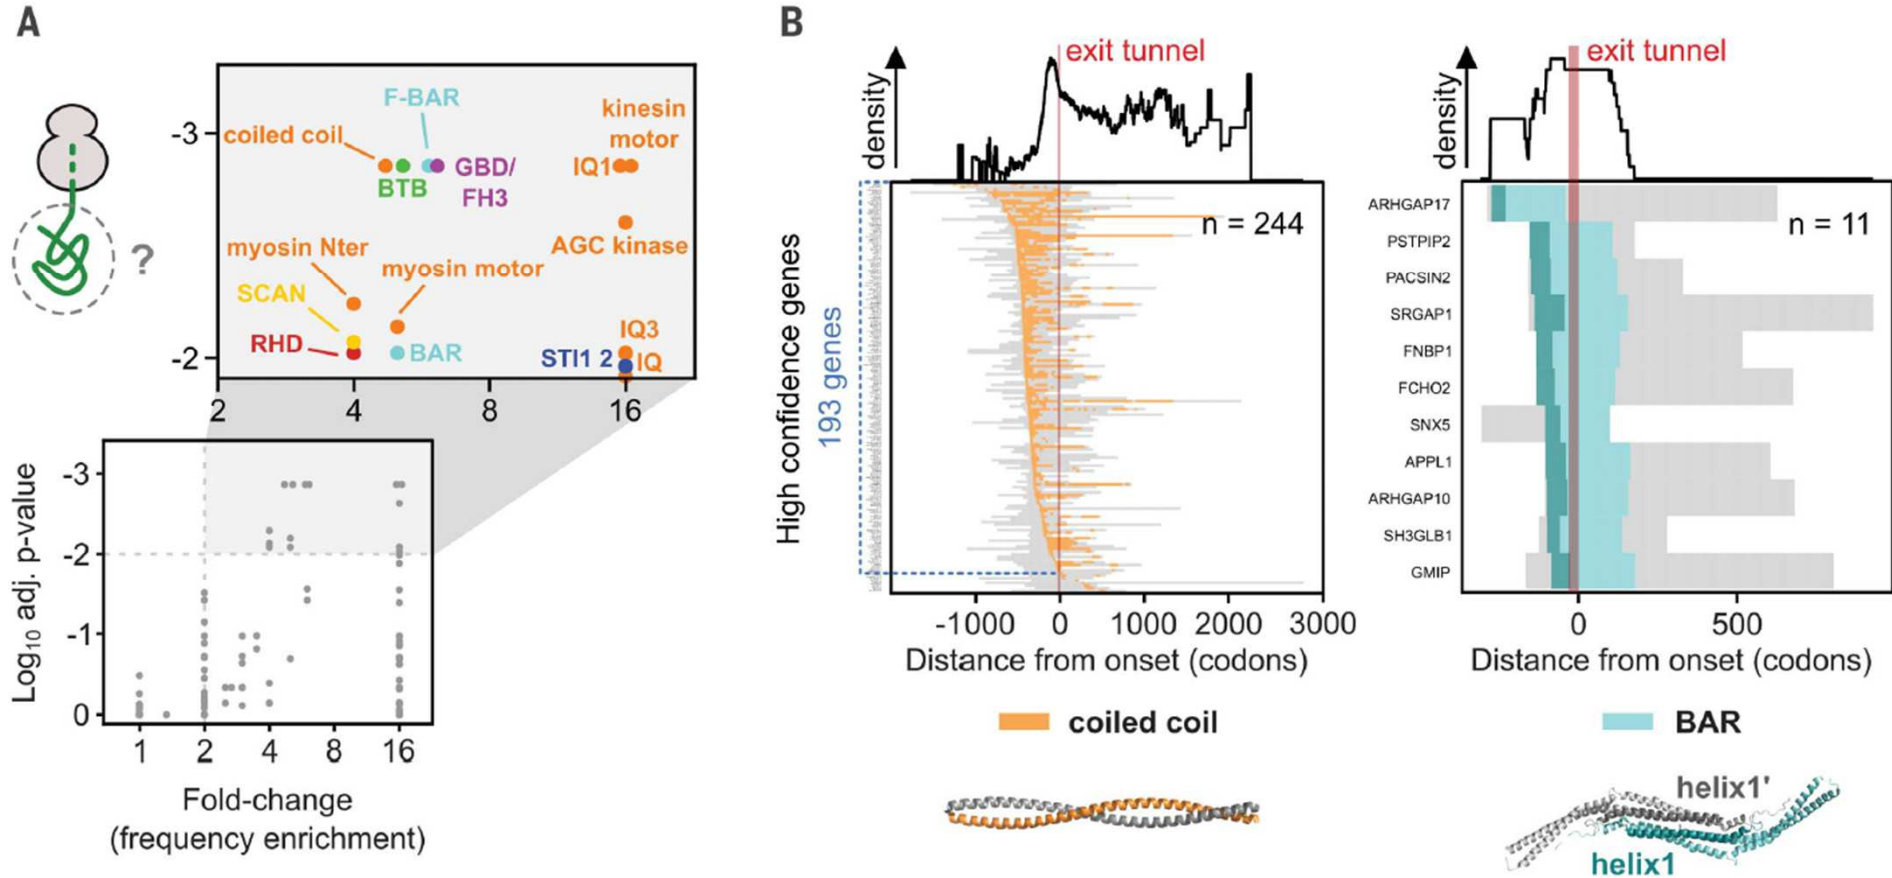 A
-3
-2
2
4
8
16
coiled coil
F-BAR
BTB
GBD/
FH3
kinesin
motor
IQ1
AGC kinase
myosin Nter
myosin motor
SCAN
RHD
BAR
IQ3
STI1 2
IQ
?
Log10 adj. p-value
-3
-2
-1
0
1
2
4
8
16
Fold-change
(frequency enrichment)
B
density
exit tunnel
n = 244
High confidence genes
193 genes
-1000
0
1000
2000
3000
Distance from onset (codons)
coiled coil
density
exit tunnel
n = 11
ARHGAP17
PSTPIP2
PACSIN2
SRGAP1
FNBP1
FCHO2
SNX5
APPL1
ARHGAP10
SH3GLB1
GMIP
0
500
Distance from onset (codons)
BAR
helix1'
helix1